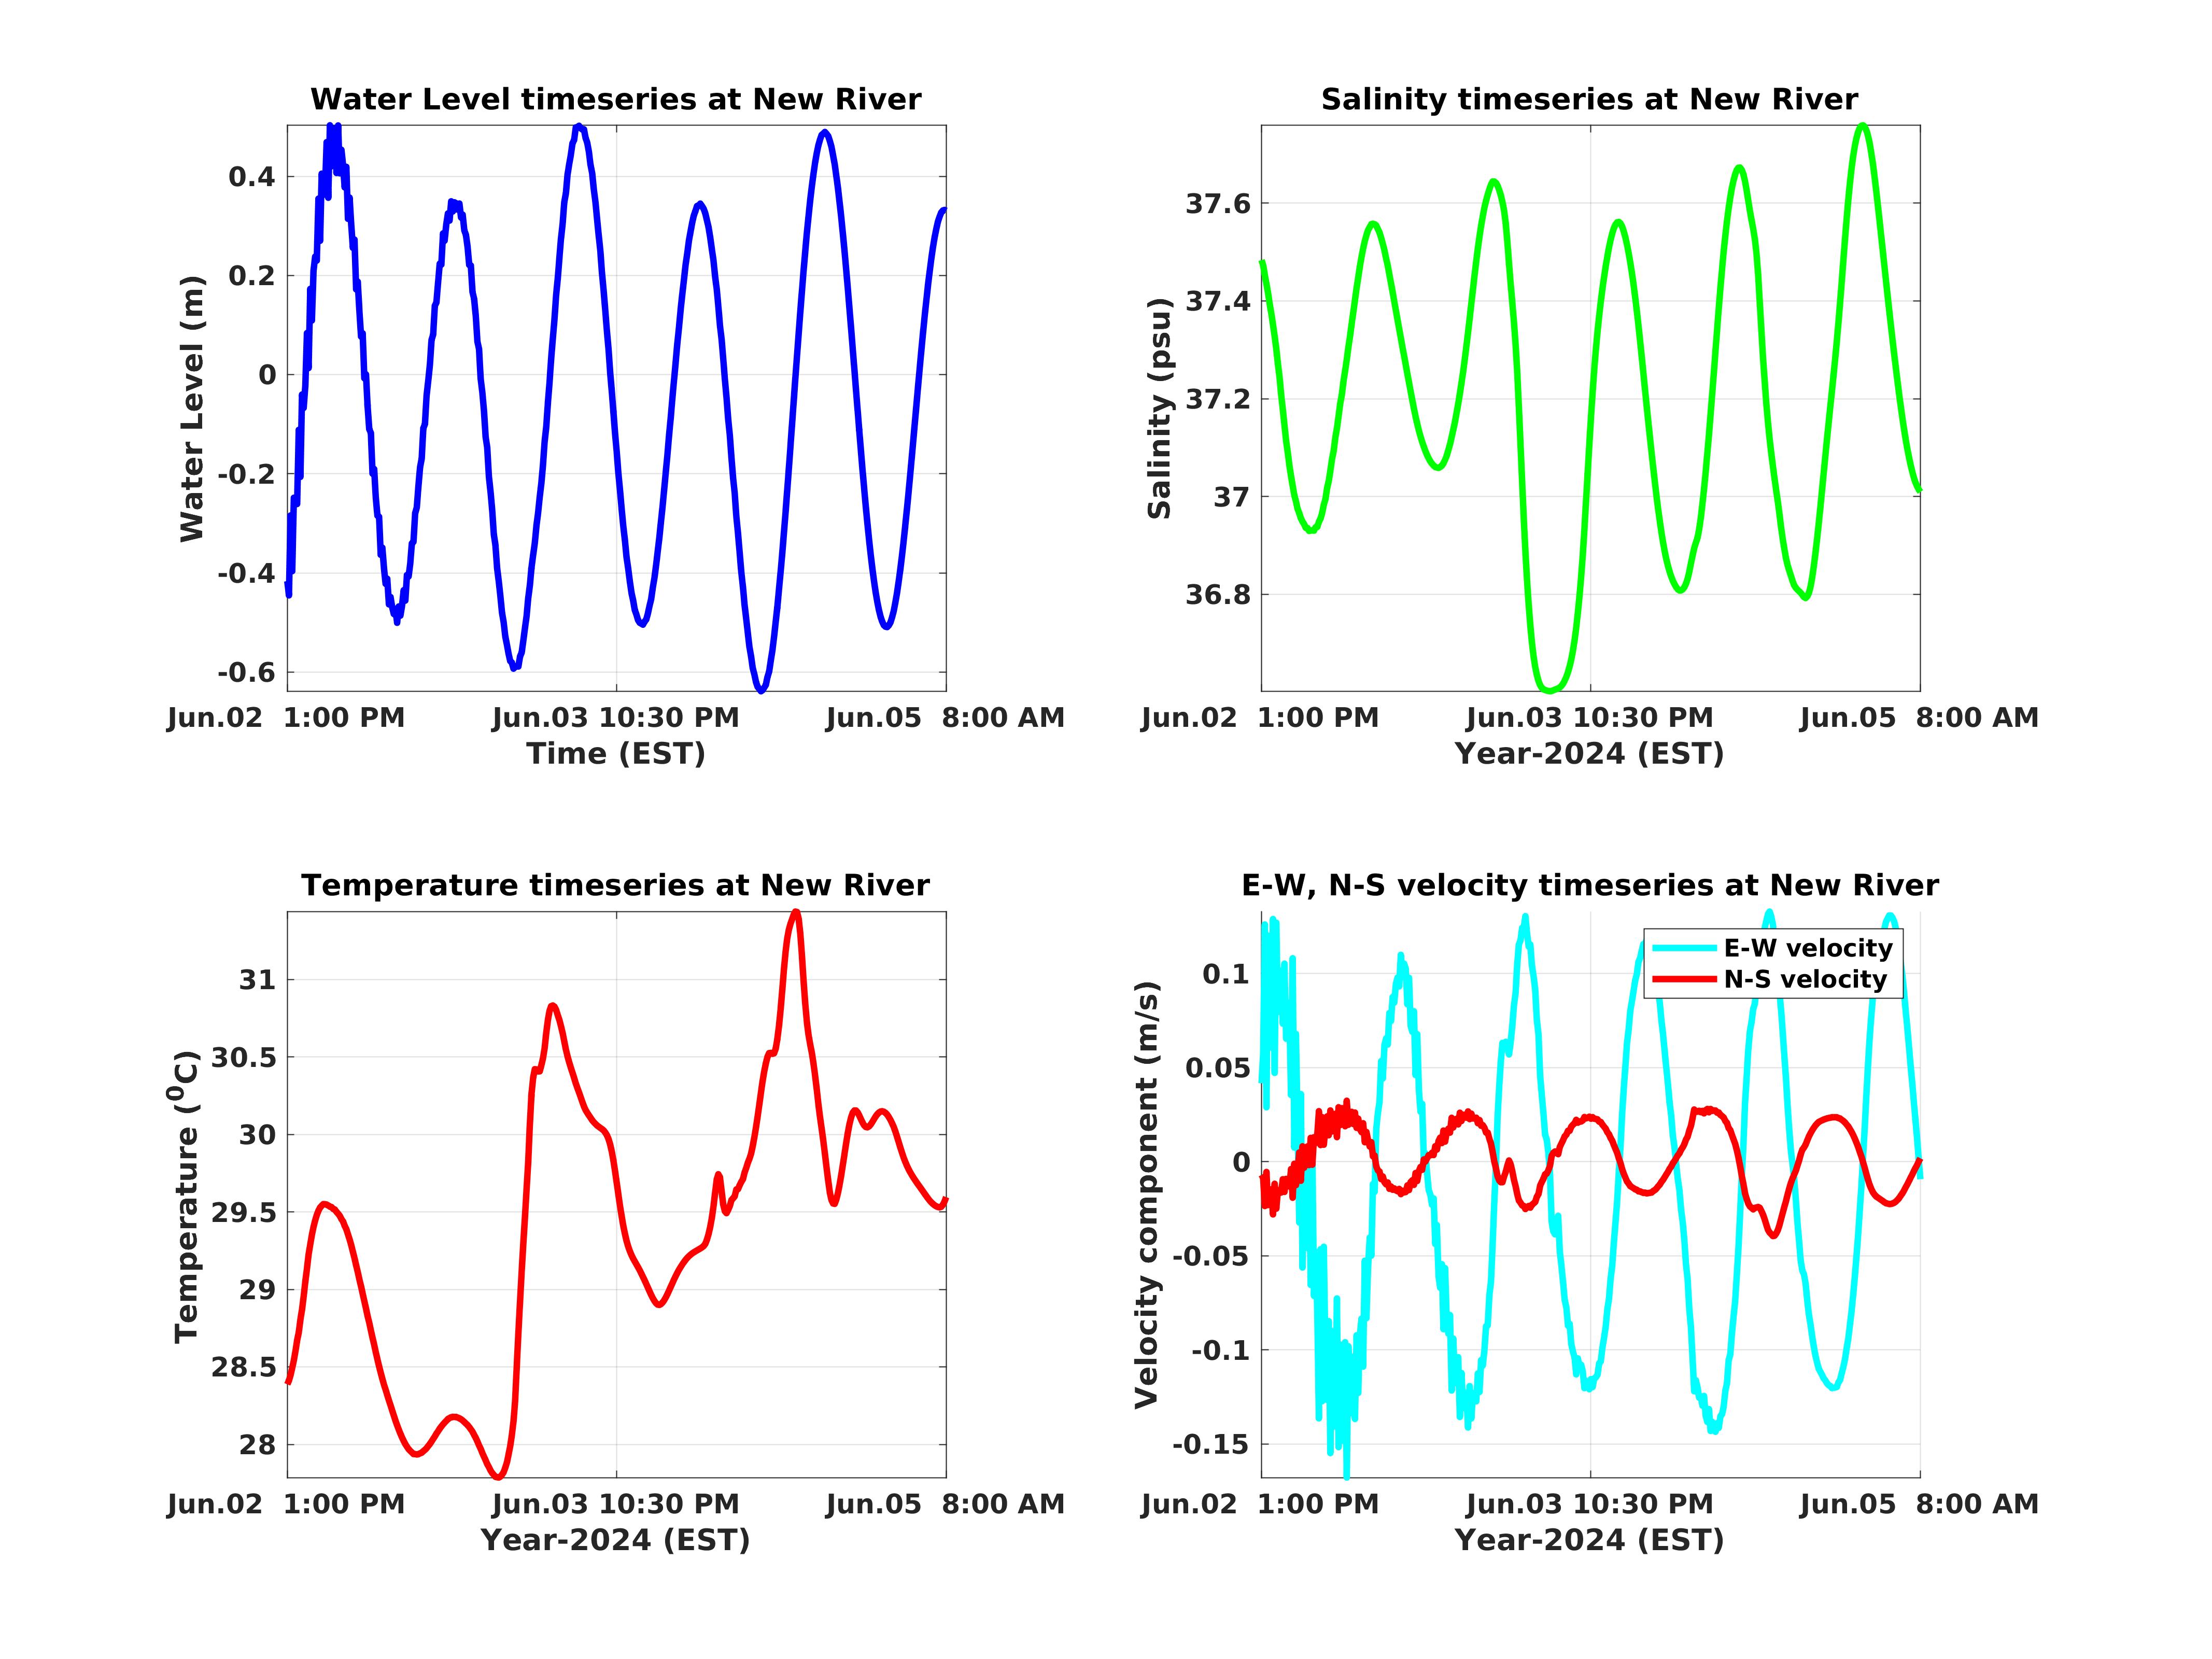 Water Level timeseries at New River
Water Level (m)
0.4
0.2
0
-0.2
-0.4
-0.6
Jun.02 1:00 PM Jun.03 10:30 PM Jun.05 8:00 AM
Time (EST)
Salinity timeseries at New River
Salinity (psu)
37.6
37.4
37.2
37
36.8
Jun.02 1:00 PM Jun.03 10:30 PM Jun.05 8:00 AM
Year-2024 (EST)
Temperature timeseries at New River
Temperature (⁰C)
31
30.5
30
29.5
29
28.5
28
Jun.02 1:00 PM Jun.03 10:30 PM Jun.05 8:00 AM
Year-2024 (EST)
E-W, N-S velocity timeseries at New River
Velocity component (m/s)
0.1
0.05
0
-0.05
-0.1
-0.15
E-W velocity
N-S velocity
Jun.02 1:00 PM Jun.03 10:30 PM Jun.05 8:00 AM
Year-2024 (EST)